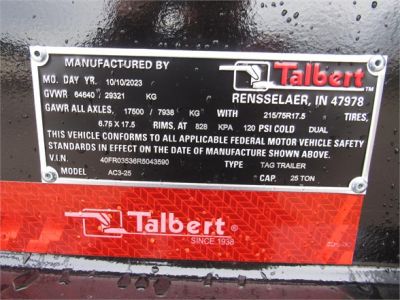 MANUFACTURED BY Talbert™
MO. DAY YR. 10/10/2023 RENSSELAER, IN 47978
GVWR 64640 29321 KG
GAWR ALL AXLES. 17500 / 7938 KG WITH 215/75R17.5 TIRES,
6.75 X 17.5 RIMS, AT 828 KPA 120 PSI COLD DUAL
THIS VEHICLE CONFORMS TO ALL APPLICABLE FEDERAL MOTOR VEHICLE SAFETY
STANDARDS IN EFFECT ON THE DATE OF MANUFACTURE SHOWN ABOVE.
V.I.N. 40FR03536R5043590 TYPE TAG TRAILER
MODEL AC3-25 CAP. 25 TON
Talbert®
SINCE 1938